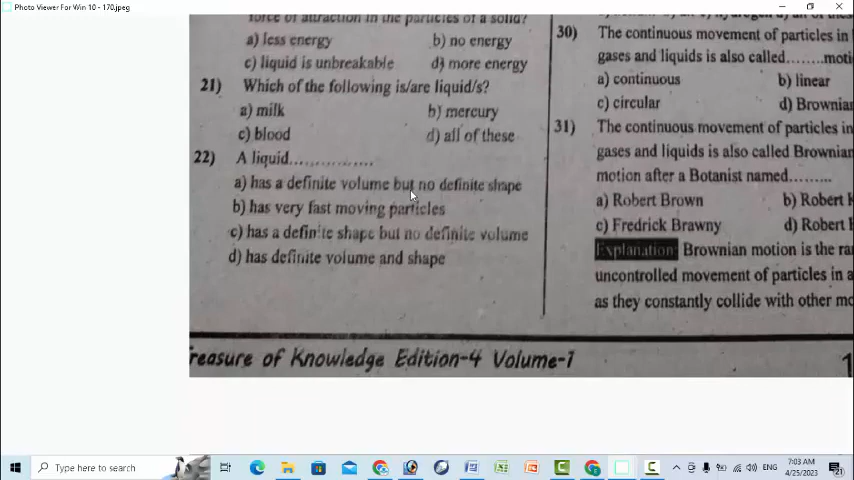 Photo Viewer For Win 10 - 170.jpeg
force of attraction in the particles of a solid?
a) less energy b) no energy
c) liquid is unbreakable d) more energy
21) Which of the following is/are liquid/s?
a) milk b) mercury
c) blood d) all of these
22) A liquid...............
a) has a definite volume but no definite shape
b) has very fast moving particles
c) has a definite shape but no definite volume
d) has definite volume and shape
30) The continuous movement of particles in
gases and liquids is also called........moti
a) continuous b) linear
c) circular d) Brownian
31) The continuous movement of particles in
gases and liquids is also called Brownian
motion after a Botanist named.........
a) Robert Brown b) Robert
c) Fredrick Brawny d) Robert
Explanation: Brownian motion is the ra
uncontrolled movement of particles in a
as they constantly collide with other mo
Treasure of Knowledge Edition-4 Volume-1
1
Type here to search
ENG
7:03 AM
4/25/2023
21